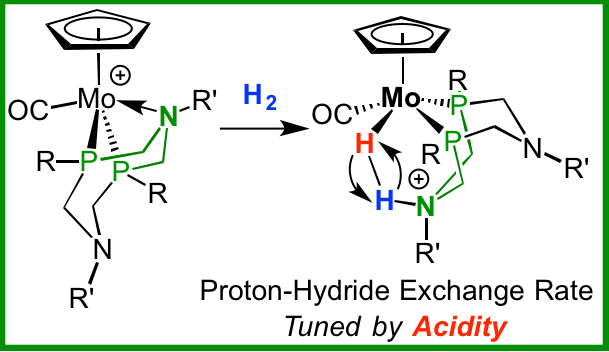 OC Mo ⊕ N R'
R P P R
N
R'
H2
OC Mo R P
H R P N R'
H ⊕ N
R'
Proton-Hydride Exchange Rate
Tuned by Acidity